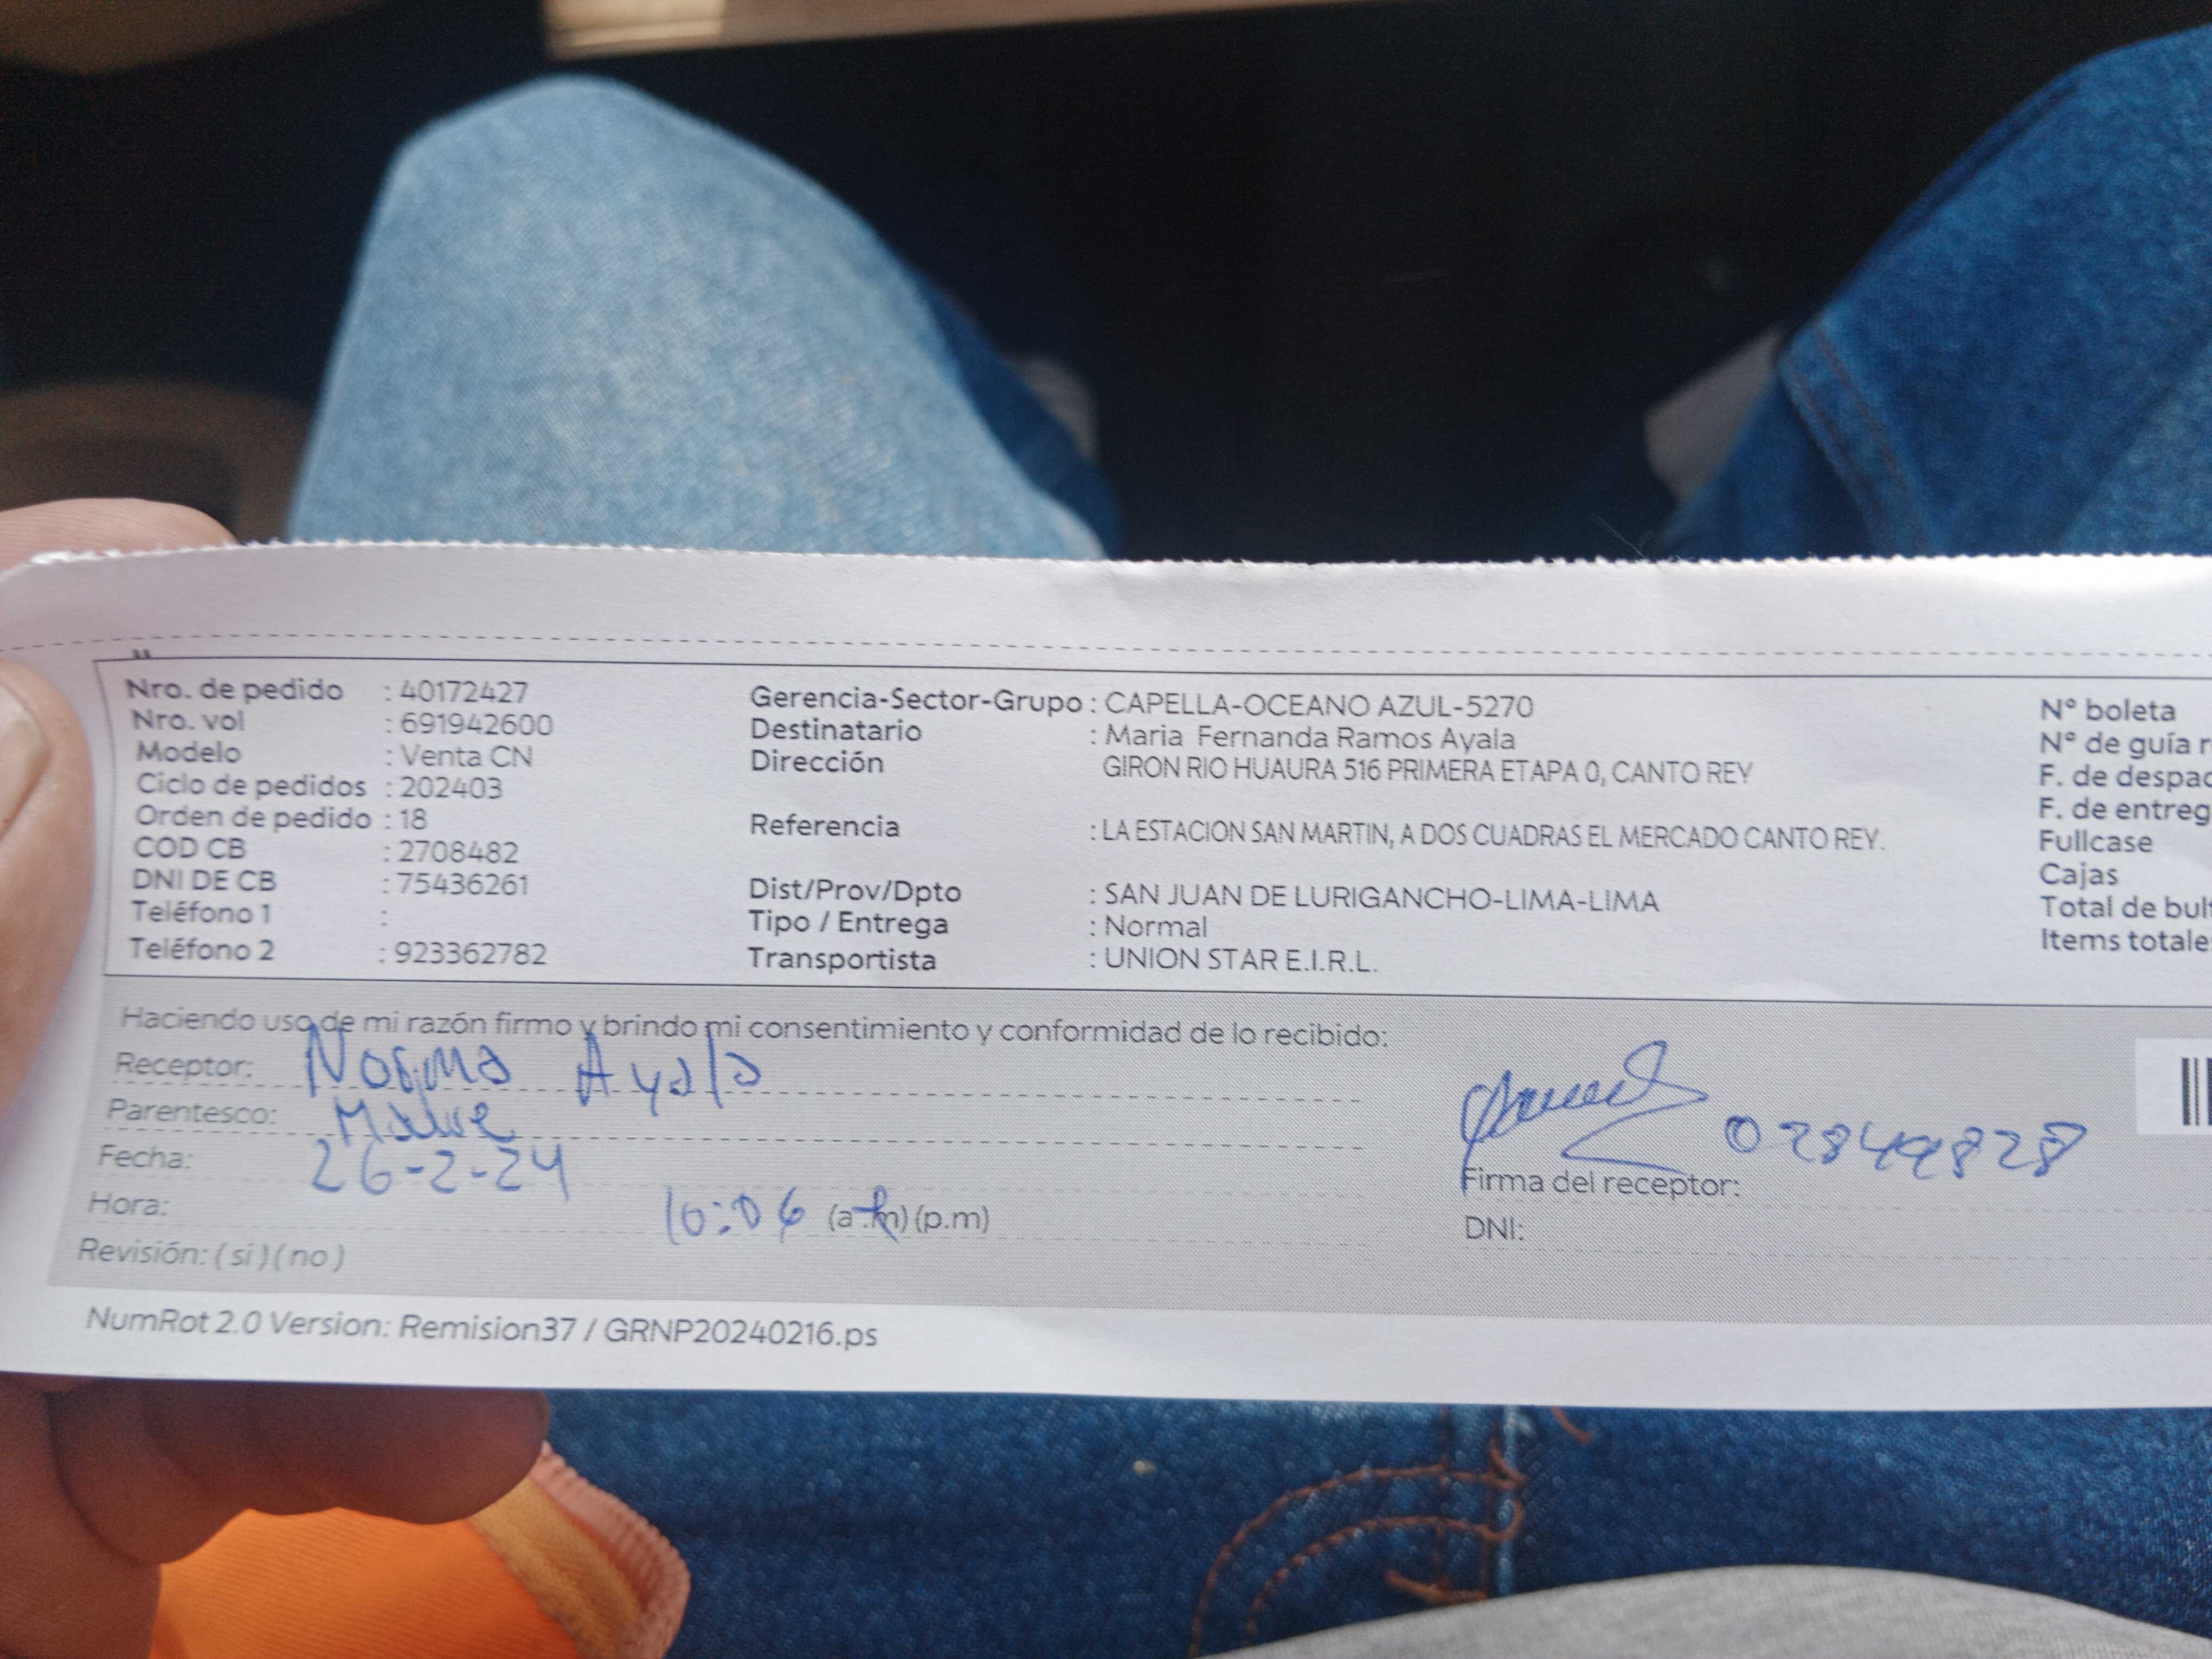 Nro. de pedido : 40172427
Nro. vol : 691942600
Modelo : Venta CN
Ciclo de pedidos : 202403
Orden de pedido : 18
COD CB : 2708482
DNI DE CB : 75436261
Teléfono 1 :
Teléfono 2 : 923362782
Gerencia-Sector-Grupo : CAPELLA-OCEANO AZUL-5270
Destinatario : Maria Fernanda Ramos Ayala
Dirección GIRON RIO HUAURA 516 PRIMERA ETAPA 0, CANTO REY
Referencia : LA ESTACION SAN MARTIN, A DOS CUADRAS EL MERCADO CANTO REY.
Dist/Prov/Dpto : SAN JUAN DE LURIGANCHO-LIMA-LIMA
Tipo / Entrega : Normal
Transportista : UNION STAR E.I.R.L.
N° boleta
N° de guía r
F. de despac
F. de entreg
Fullcase
Cajas
Total de bult
Items totale
Haciendo uso de mi razón firmo y brindo mi consentimiento y conformidad de lo recibido:
Receptor: Norma Ayala
Parentesco: Madre
Fecha: 26-2-24
Hora: 10:06 (a.m) (p.m)
Revisión: ( si ) ( no )
Firma del receptor:
DNI:
NumRot 2.0 Version: Remision37 / GRNP20240216.ps